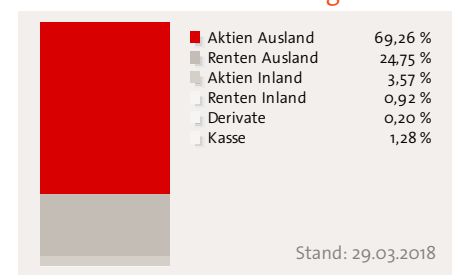 Aktien Ausland 69,26 %
Renten Ausland 24,75 %
Aktien Inland 3,57 %
Renten Inland 0,92 %
Derivate 0,20 %
Kasse 1,28 %
Stand: 29.03.2018